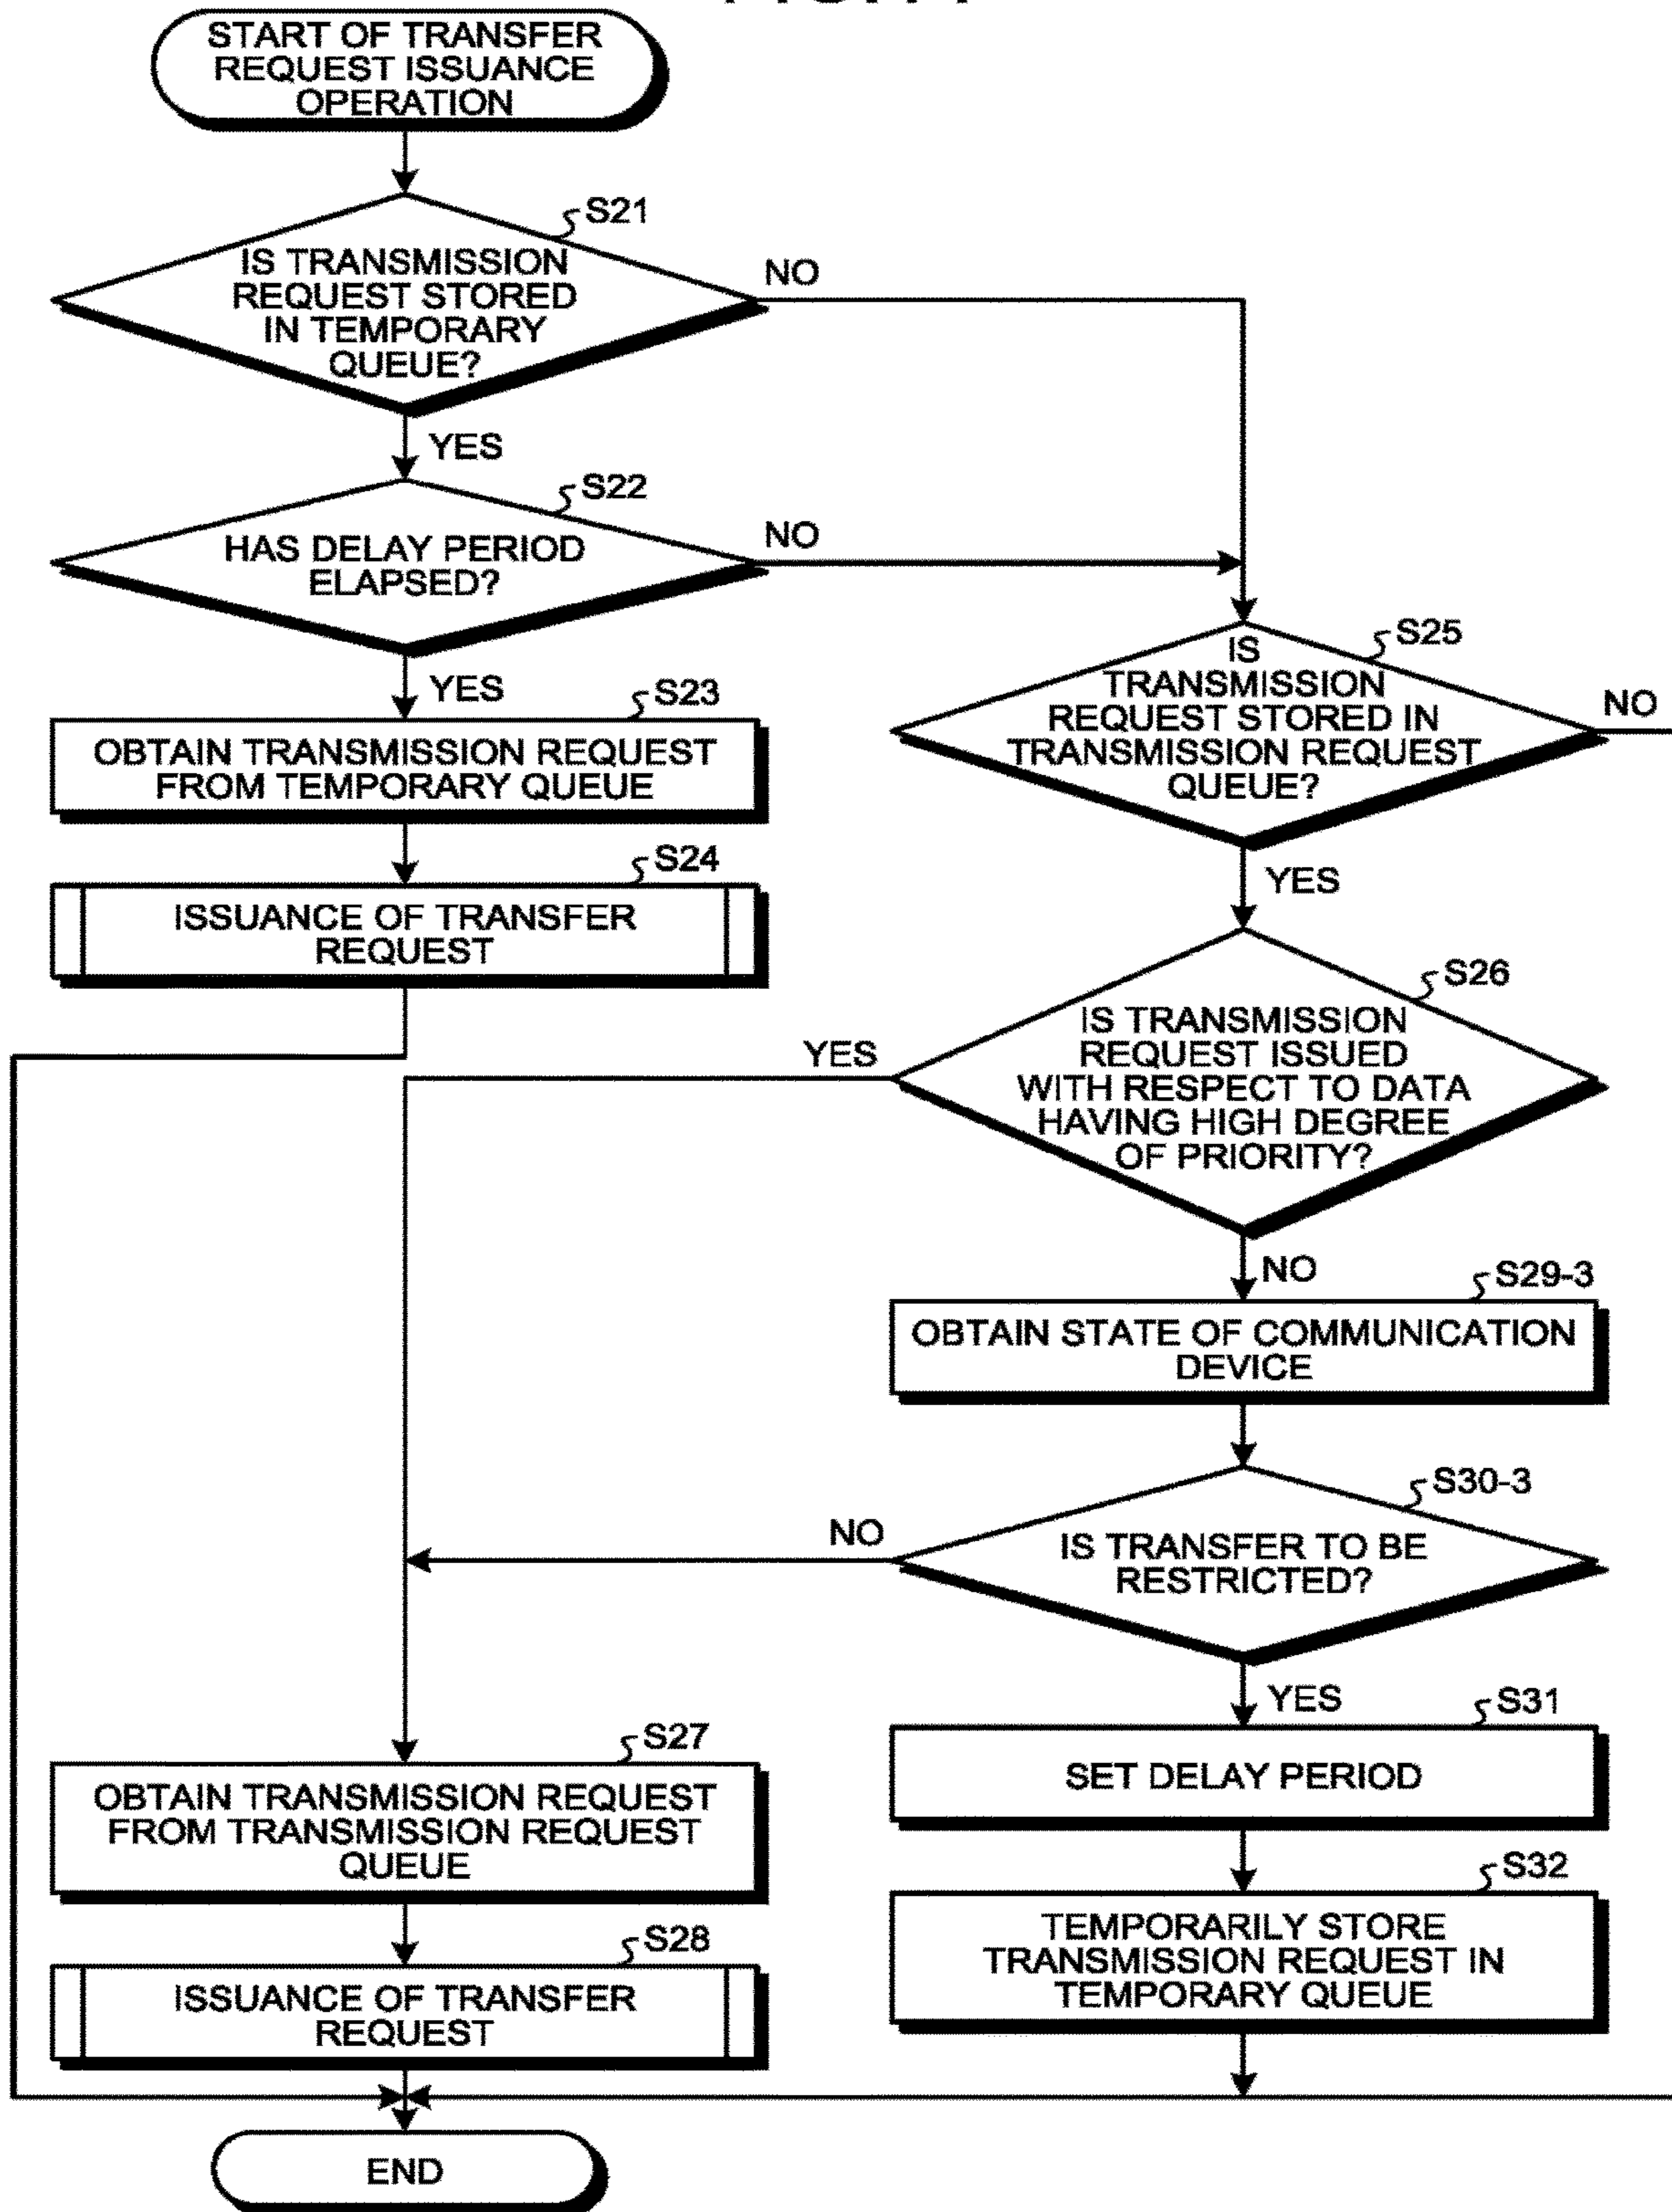 START OF TRANSFER
REQUEST ISSUANCE
OPERATION
S21
IS TRANSMISSION
REQUEST STORED
IN TEMPORARY
QUEUE?
NO
YES
S22
HAS DELAY PERIOD
ELAPSED?
NO
YES
S23
OBTAIN TRANSMISSION REQUEST
FROM TEMPORARY QUEUE
S24
ISSUANCE OF TRANSFER
REQUEST
S25
IS
TRANSMISSION
REQUEST STORED IN
TRANSMISSION REQUEST
QUEUE?
NO
YES
S26
IS TRANSMISSION
REQUEST ISSUED
WITH RESPECT TO DATA
HAVING HIGH DEGREE
OF PRIORITY?
YES
NO
S29-3
OBTAIN STATE OF COMMUNICATION
DEVICE
S30-3
IS TRANSFER TO BE
RESTRICTED?
NO
YES
S27
OBTAIN TRANSMISSION REQUEST
FROM TRANSMISSION REQUEST
QUEUE
S28
ISSUANCE OF TRANSFER
REQUEST
S31
SET DELAY PERIOD
S32
TEMPORARILY STORE
TRANSMISSION REQUEST IN
TEMPORARY QUEUE
END